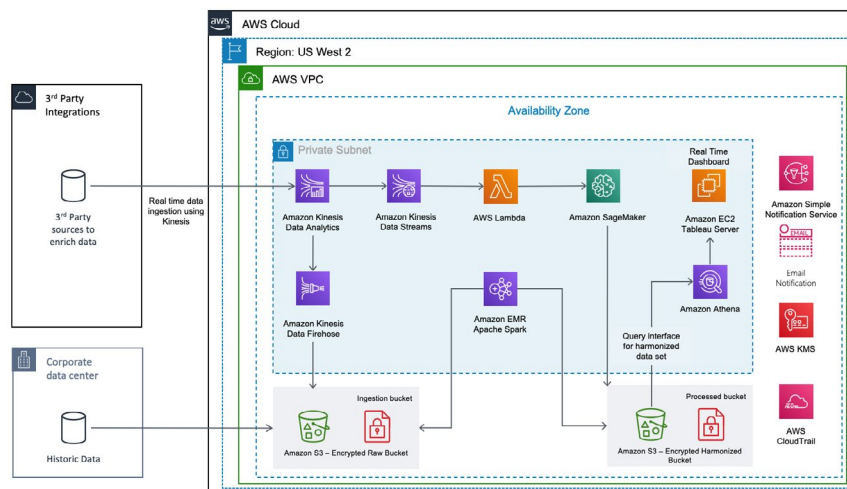 aws
AWS Cloud
Region: US West 2
AWS VPC
Availability Zone
3rd Party
Integrations
3rd Party
sources to
enrich data
Real time data
ingestion using
Kinesis
Private Subnet
Amazon Kinesis
Data Analytics
Amazon Kinesis
Data Streams
AWS Lambda
Amazon SageMaker
Real Time
Dashboard
Amazon EC2
Tableau Server
Amazon Simple
Notification Service
EMAIL
Email
Notification
Amazon Kinesis
Data Firehose
Amazon EMR
Apache Spark
Amazon Athena
Query interface
for harmonized
data set
AWS KMS
Corporate
data center
Historic Data
Ingestion bucket
Amazon S3 – Encrypted Raw Bucket
Processed bucket
Amazon S3 – Encrypted Harmonized
Bucket
AWS
CloudTrail